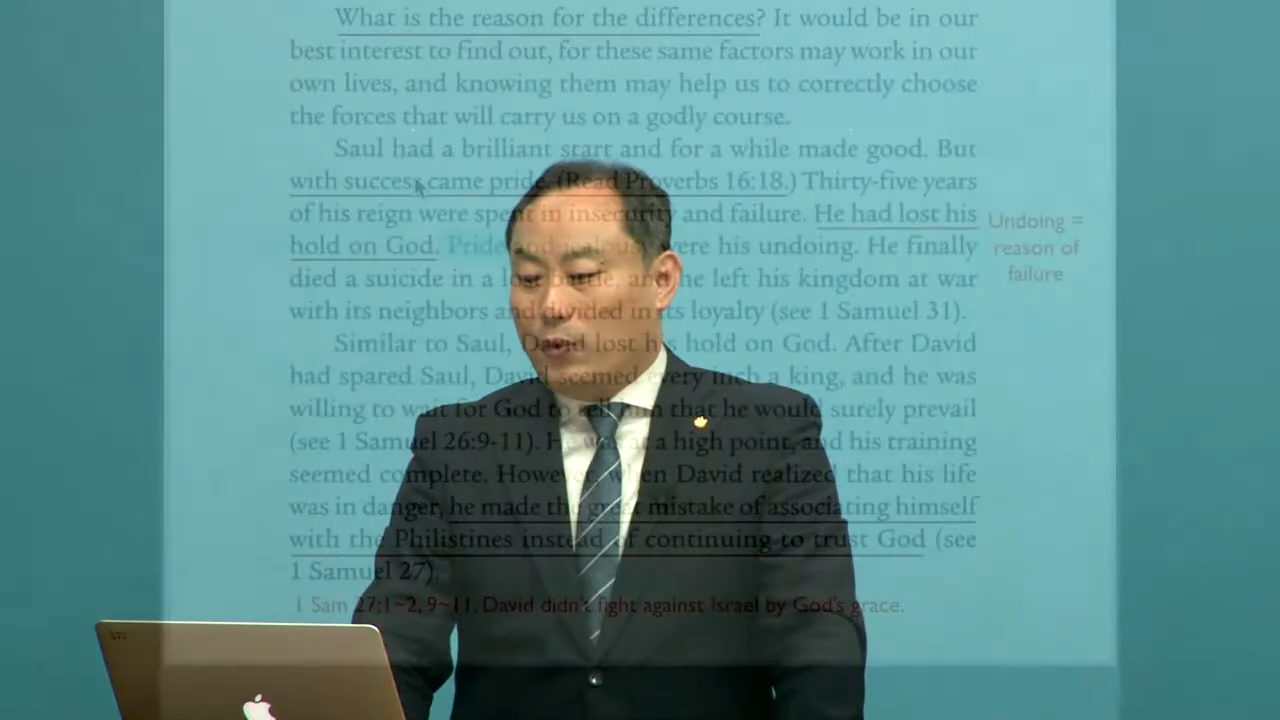 What is the reason for the differences? It would be in our
best interest to find out, for these same factors may work in our
own lives, and knowing them may help us to correctly choose
the forces that will carry us on a godly course.
Saul had a brilliant start and for a while made good. But
with success came pride. (Read Proverbs 16:18.) Thirty-five years
of his reign were spent in insecurity and failure. He had lost his
hold on God. Pride and jealousy were his undoing. He finally
died a suicide in a lost battle, and he left his kingdom at war
with its neighbors and divided in its loyalty (see 1 Samuel 31).
Undoing =
reason of
failure
Similar to Saul, David lost his hold on God. After David
had spared Saul, David seemed every inch a king, and he was
willing to wait for God to tell him that he would surely prevail
(see 1 Samuel 26:9-11). He was at a high point, and his training
seemed complete. However, when David realized that his life
was in danger, he made the great mistake of associating himself
with the Philistines instead of continuing to trust God (see
1 Samuel 27).
1 Sam 27:1~2, 9~11. David didn't fight against Israel by God's grace.